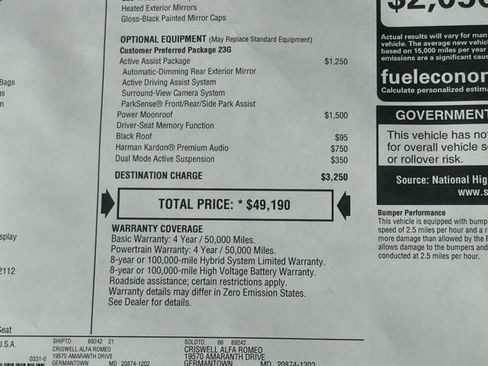 Heated Exterior Mirrors
Gloss-Black Painted Mirror Caps
OPTIONAL EQUIPMENT (May Replace Standard Equipment)
Customer Preferred Package 23G
Active Assist Package $1,250
Automatic-Dimming Rear Exterior Mirror
Active Driving Assist System
Surround-View Camera System
ParkSense® Front/Rear/Side Park Assist
Power Moonroof $1,500
Driver-Seat Memory Function
Black Roof $95
Harman Kardon® Premium Audio $750
Dual Mode Active Suspension $350
DESTINATION CHARGE $3,250
TOTAL PRICE: * $49,190
WARRANTY COVERAGE
Basic Warranty: 4 Year / 50,000 Miles.
Powertrain Warranty: 4 Year / 50,000 Miles.
8-year or 100,000-mile Hybrid System Limited Warranty.
8-year or 100,000-mile High Voltage Battery Warranty.
Roadside assistance; certain restrictions apply.
Warranty details may differ in Zero Emission States.
See Dealer for details.
Bags
splay
2112
Seat
U.S.A.
0331-0
SHIPTO: 69242 21
CRISWELL ALFA ROMEO
19570 AMARANTH DRIVE
GERMANTOWN MD 20874-1202
SOLDTO: 66 69242
CRISWELL ALFA ROMEO
19570 AMARANTH DRIVE
GERMANTOWN MD 20874-1202
Actual results will vary for man
vehicle. The average new vehic
based on 15,000 miles per year
emissions are a significant caus
fueleconor
Calculate personalized estima
GOVERNMENT
This vehicle has no
for overall vehicle s
or rollover risk.
Source: National Hig
www.s
Bumper Performance
This vehicle is equipped with bump
speed of 2.5 miles per hour and a r
more damage than allowed by the F
allows damage to the bumpers and
conducted at 2.5 miles per hour.